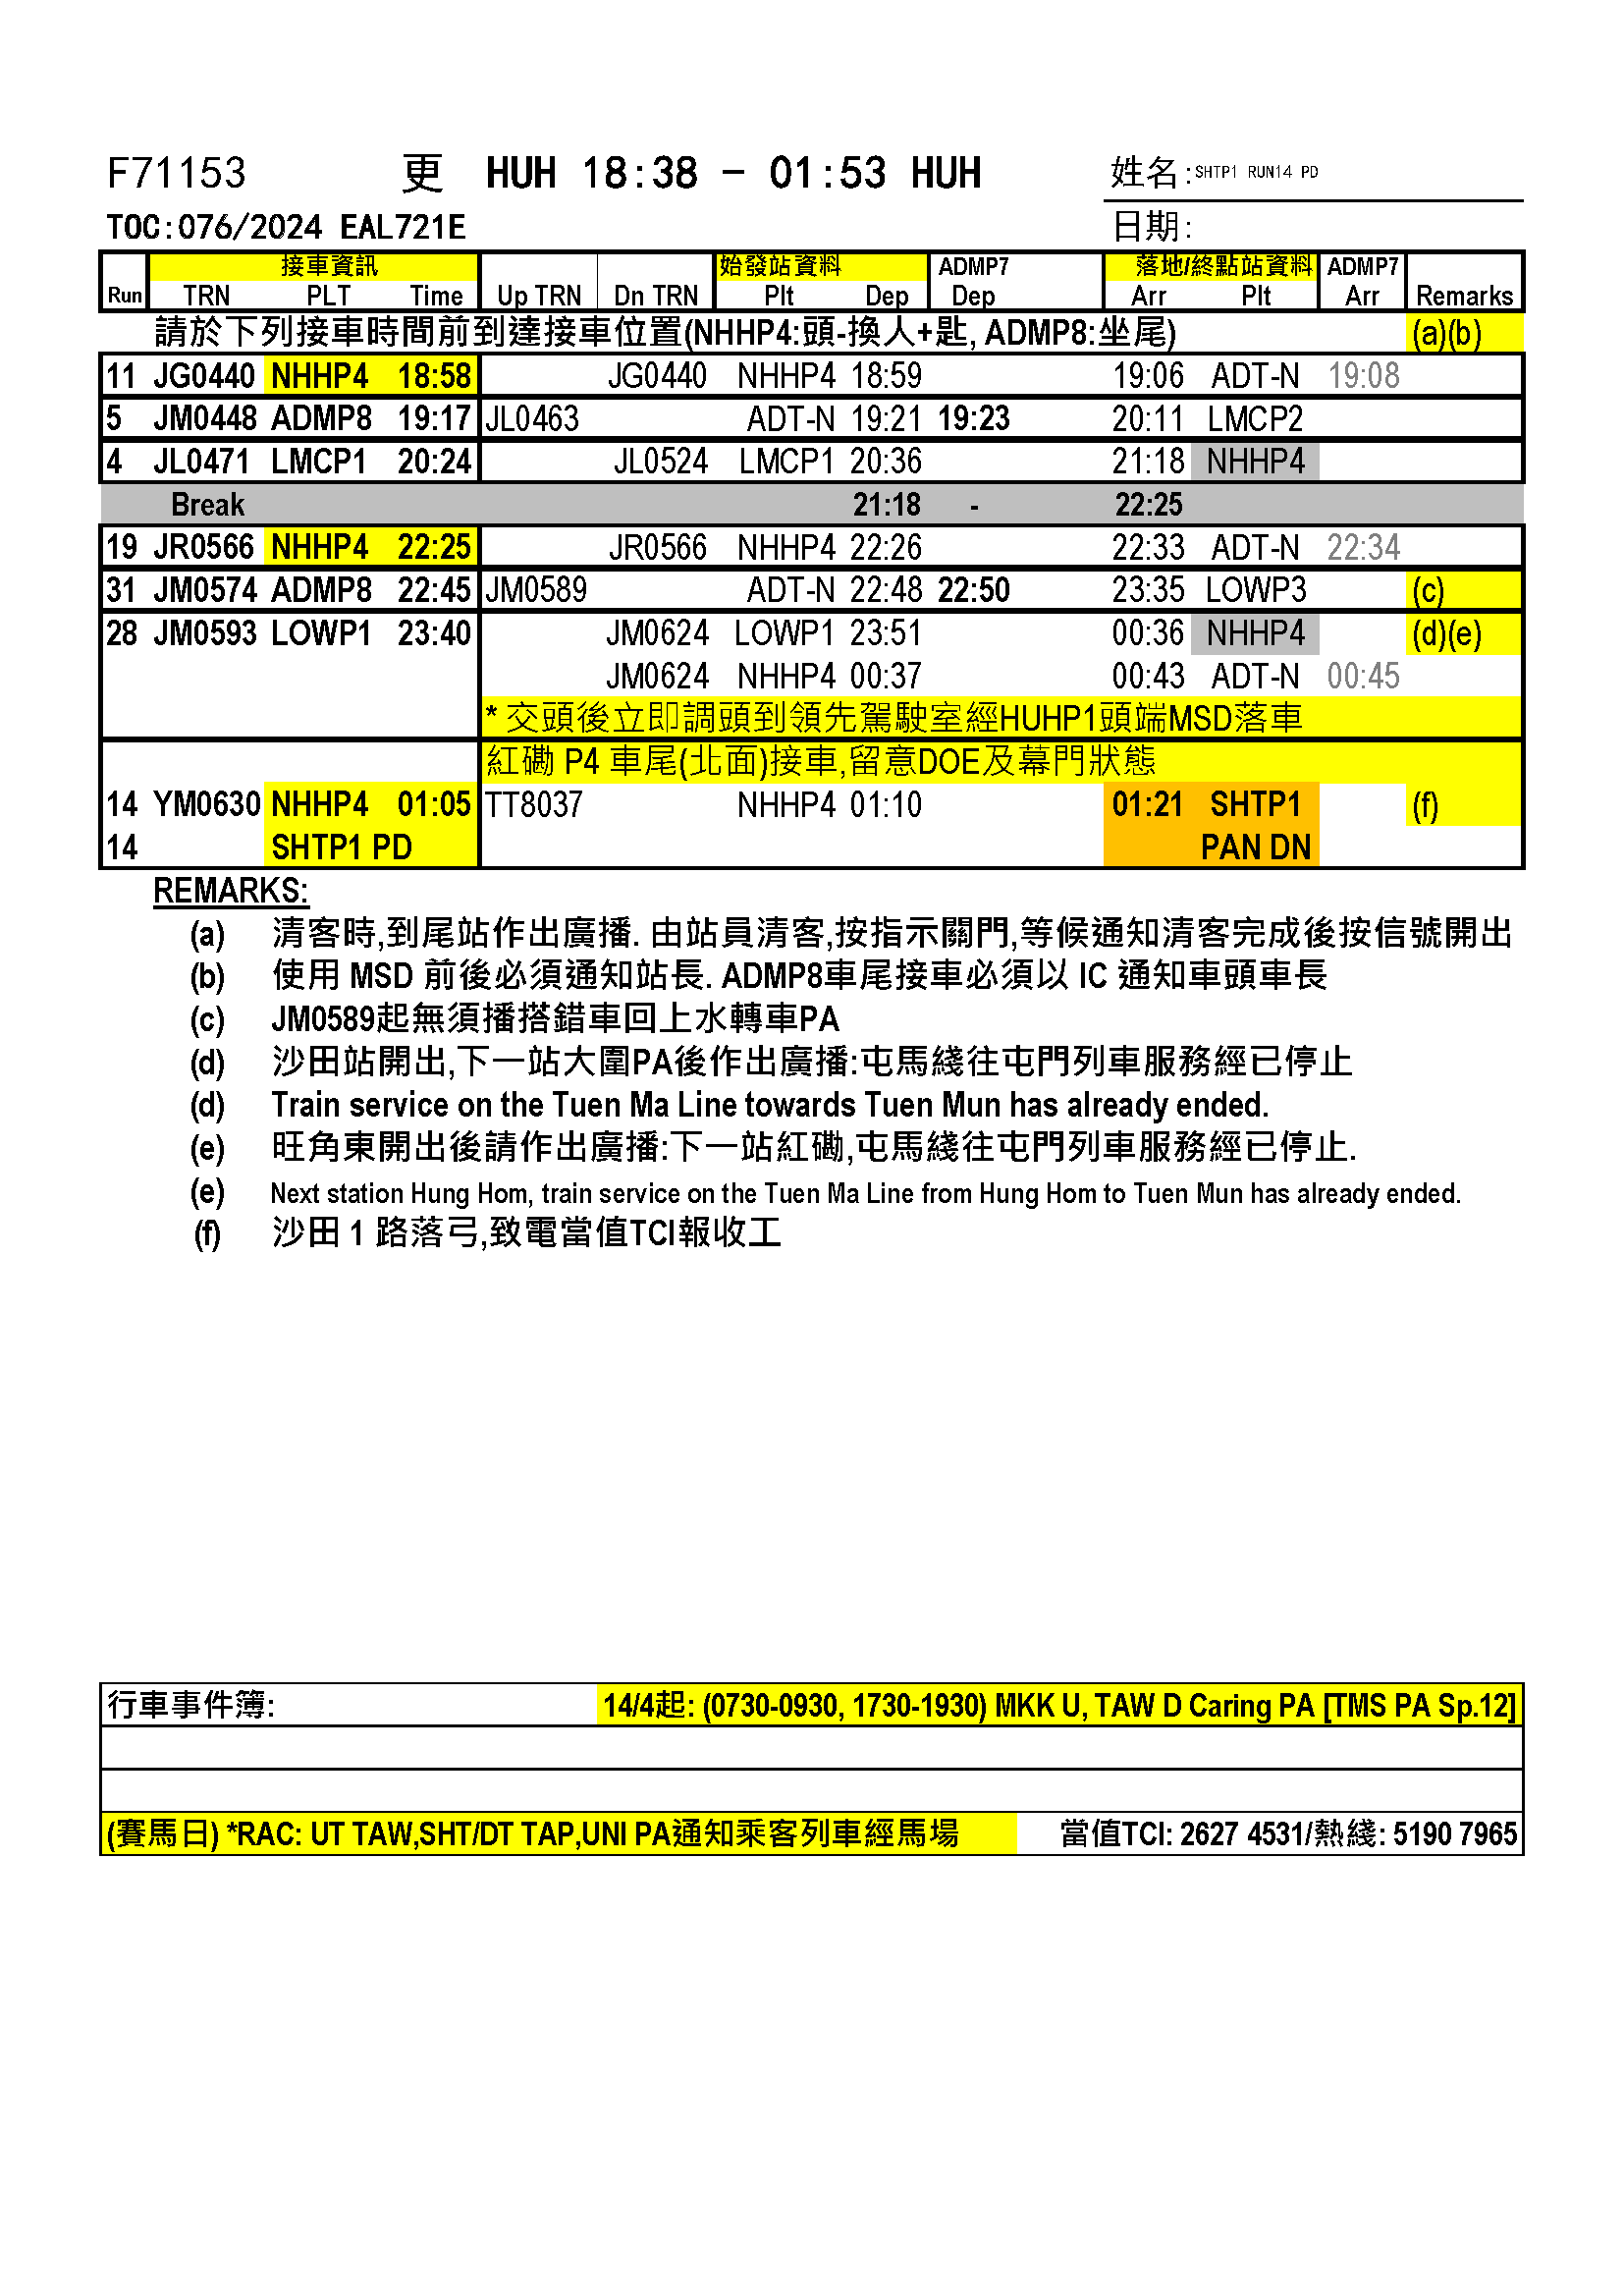 F71153 更 HUH 18:38 - 01:53 HUH 姓名:SHTP1 RUN14 PD
TOC:076/2024 EAL721E 日期:
接車資訊 始發站資料 ADMP7 落地/終點站資料 ADMP7
Run TRN PLT Time Up TRN Dn TRN Plt Dep Dep Arr Plt Arr Remarks
請於下列接車時間前到達接車位置(NHHP4:頭-換人+匙, ADMP8:坐尾) (a)(b)
11 JG0440 NHHP4 18:58 JG0440 NHHP4 18:59 19:06 ADT-N 19:08
5 JM0448 ADMP8 19:17 JL0463 ADT-N 19:21 19:23 20:11 LMCP2
4 JL0471 LMCP1 20:24 JL0524 LMCP1 20:36 21:18 NHHP4
Break 21:18 - 22:25
19 JR0566 NHHP4 22:25 JR0566 NHHP4 22:26 22:33 ADT-N 22:34
31 JM0574 ADMP8 22:45 JM0589 ADT-N 22:48 22:50 23:35 LOWP3 (c)
28 JM0593 LOWP1 23:40 JM0624 LOWP1 23:51 00:36 NHHP4 (d)(e)
JM0624 NHHP4 00:37 00:43 ADT-N 00:45
* 交頭後立即調頭到領先駕駛室經HUHP1頭端MSD落車
紅磡 P4 車尾(北面)接車,留意DOE及幕門狀態
14 YM0630 NHHP4 01:05 TT8037 NHHP4 01:10 01:21 SHTP1 (f)
14 SHTP1 PD PAN DN
REMARKS:
(a) 清客時,到尾站作出廣播. 由站員清客,按指示關門,等候通知清客完成後按信號開出
(b) 使用 MSD 前後必須通知站長. ADMP8車尾接車必須以 IC 通知車頭車長
(c) JM0589起無須播搭錯車回上水轉車PA
(d) 沙田站開出,下一站大圍PA後作出廣播:屯馬綫往屯門列車服務經已停止
(d) Train service on the Tuen Ma Line towards Tuen Mun has already ended.
(e) 旺角東開出後請作出廣播:下一站紅磡,屯馬綫往屯門列車服務經已停止.
(e) Next station Hung Hom, train service on the Tuen Ma Line from Hung Hom to Tuen Mun has already ended.
(f) 沙田 1 路落弓,致電當值TCI報收工
行車事件簿: 14/4起: (0730-0930, 1730-1930) MKK U, TAW D Caring PA [TMS PA Sp.12]
(賽馬日) *RAC: UT TAW,SHT/DT TAP,UNI PA通知乘客列車經馬場 當值TCI: 2627 4531/熱綫: 5190 7965